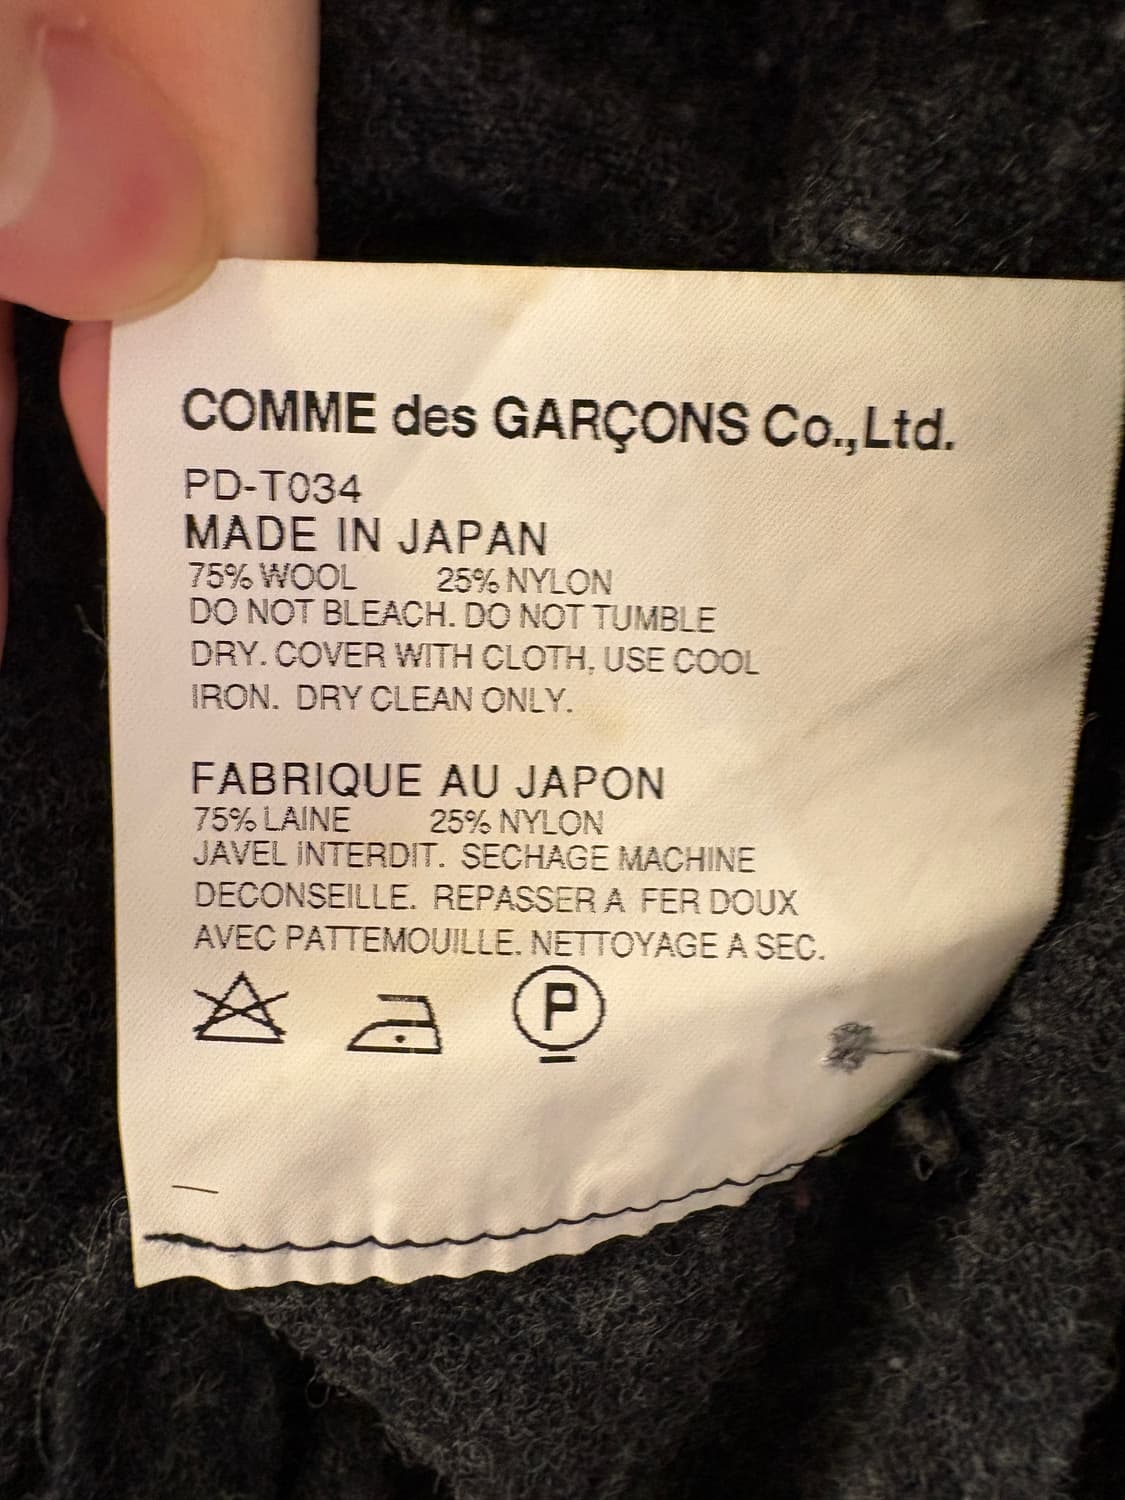 COMME des GARÇONS Co.,Ltd.
PD-T034
MADE IN JAPAN
75% WOOL 25% NYLON
DO NOT BLEACH. DO NOT TUMBLE
DRY. COVER WITH CLOTH, USE COOL
IRON. DRY CLEAN ONLY.
FABRIQUE AU JAPON
75% LAINE 25% NYLON
JAVEL INTERDIT. SECHAGE MACHINE
DECONSEILLE. REPASSER A FER DOUX
AVEC PATTEMOUILLE. NETTOYAGE A SEC.
P